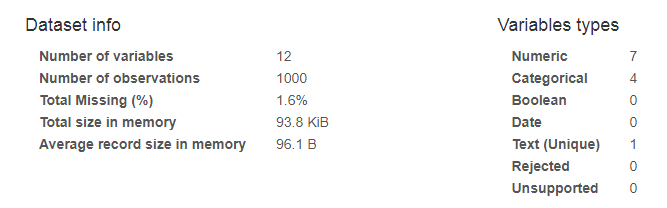 Dataset info
Number of variables 12
Number of observations 1000
Total Missing (%) 1.6%
Total size in memory 93.8 KiB
Average record size in memory 96.1 B
Variables types
Numeric 7
Categorical 4
Boolean 0
Date 0
Text (Unique) 1
Rejected 0
Unsupported 0